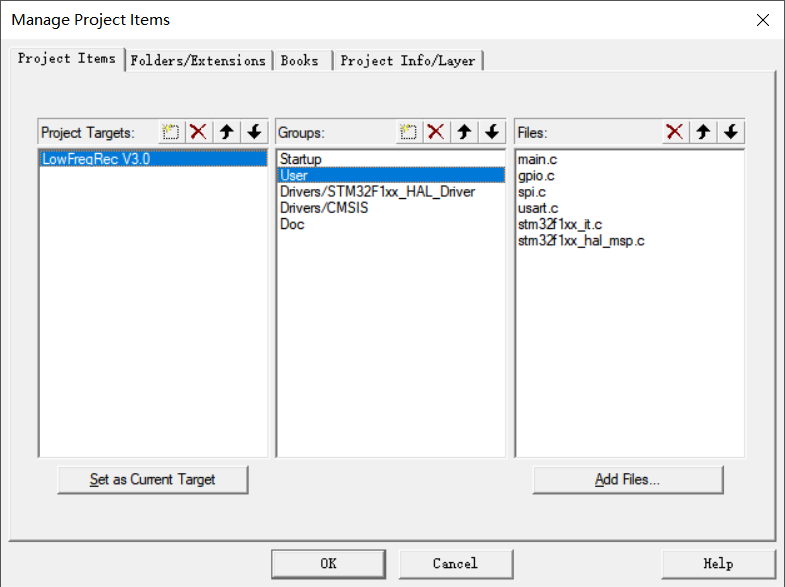 Manage Project Items
Project Items
Folders/Extensions
Books
Project Info/Layer
Project Targets:
LowFreqRec V3.0
Set as Current Target
Groups:
Startup
User
Drivers/STM32F1xx_HAL_Driver
Drivers/CMSIS
Doc
Files:
main.c
gpio.c
spi.c
usart.c
stm32f1xx_it.c
stm32f1xx_hal_msp.c
Add Files...
OK
Cancel
Help